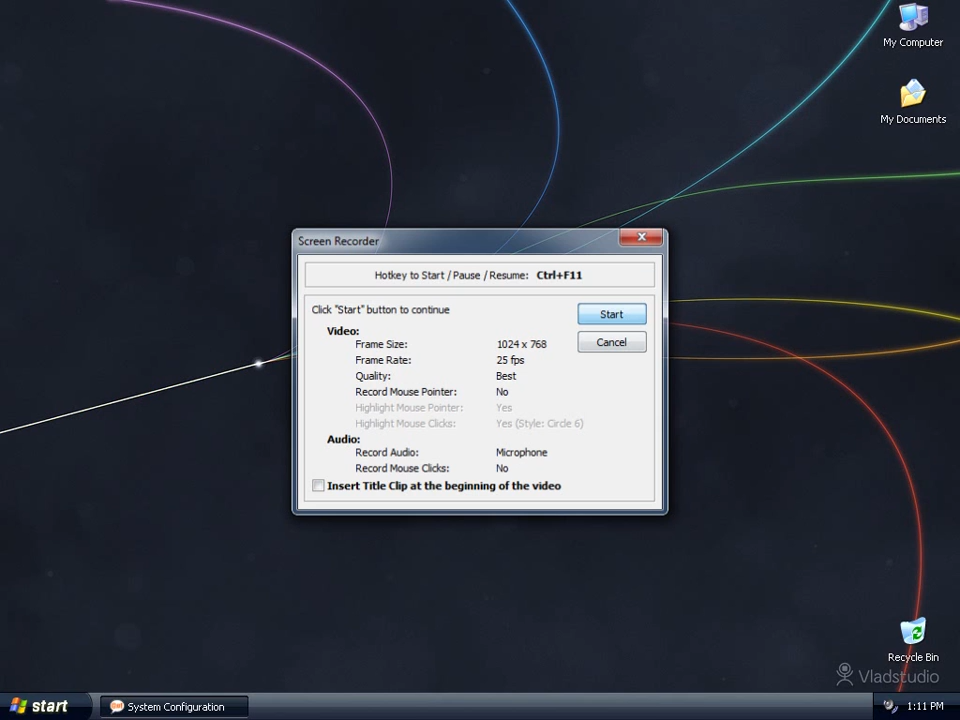 My Computer
My Documents
Screen Recorder
Hotkey to Start / Pause / Resume: Ctrl+F11
Click "Start" button to continue
Start
Cancel
Video:
Frame Size: 1024 x 768
Frame Rate: 25 fps
Quality: Best
Record Mouse Pointer: No
Highlight Mouse Pointer: Yes
Highlight Mouse Clicks: Yes (Style: Circle 6)
Audio:
Record Audio: Microphone
Record Mouse Clicks: No
Insert Title Clip at the beginning of the video
Recycle Bin
Vladstudio
start
System Configuration
1:11 PM